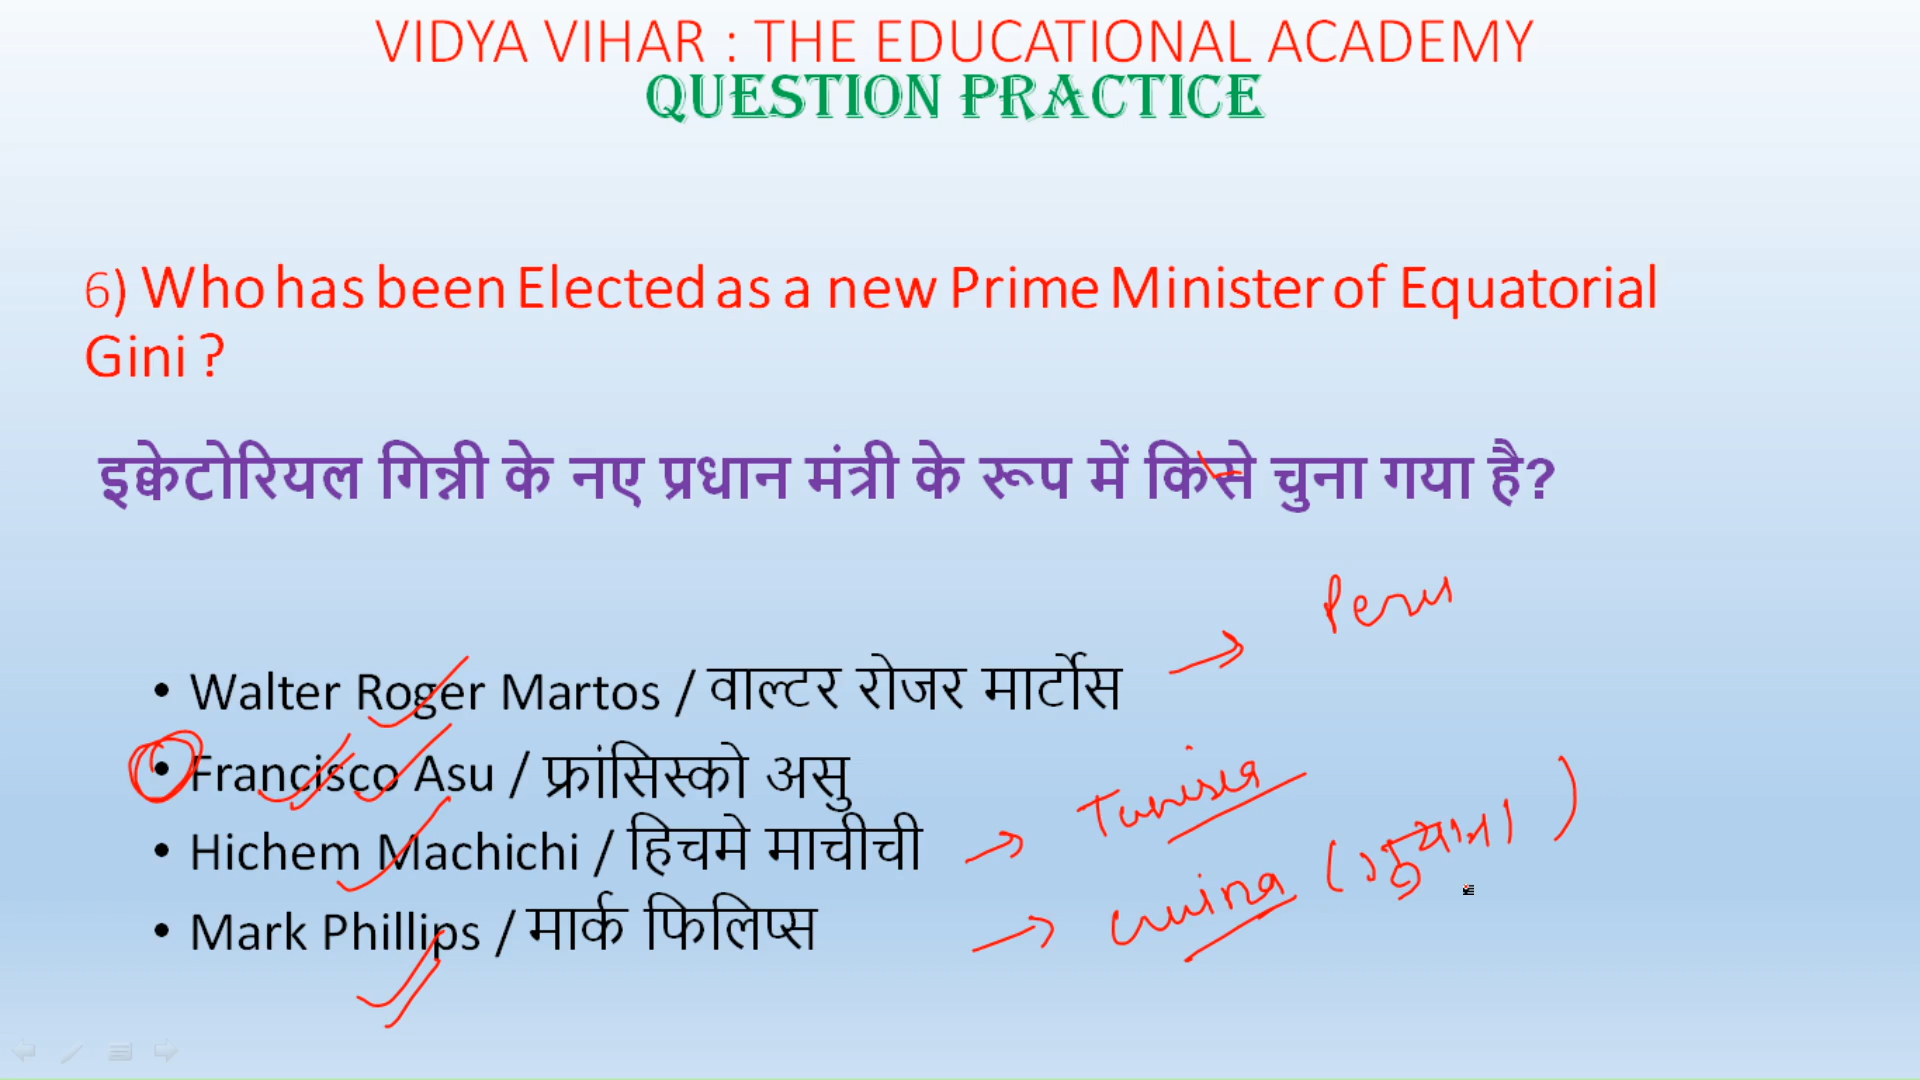 VIDYA VIHAR : THE EDUCATIONAL ACADEMY
QUESTION PRACTICE
6) Who has been Elected as a new Prime Minister of Equatorial
Gini ?
इक्वेटोरियल गिन्नी के नए प्रधान मंत्री के रूप में किसे चुना गया है?
Peru
• Walter Roger Martos / वाल्टर रोजर मार्टोस
• Francisco Asu / फ्रांसिस्को असु
Tunisia
• Hichem Machichi / हिचमे माचीची
• Mark Phillips / मार्क फिलिप्स